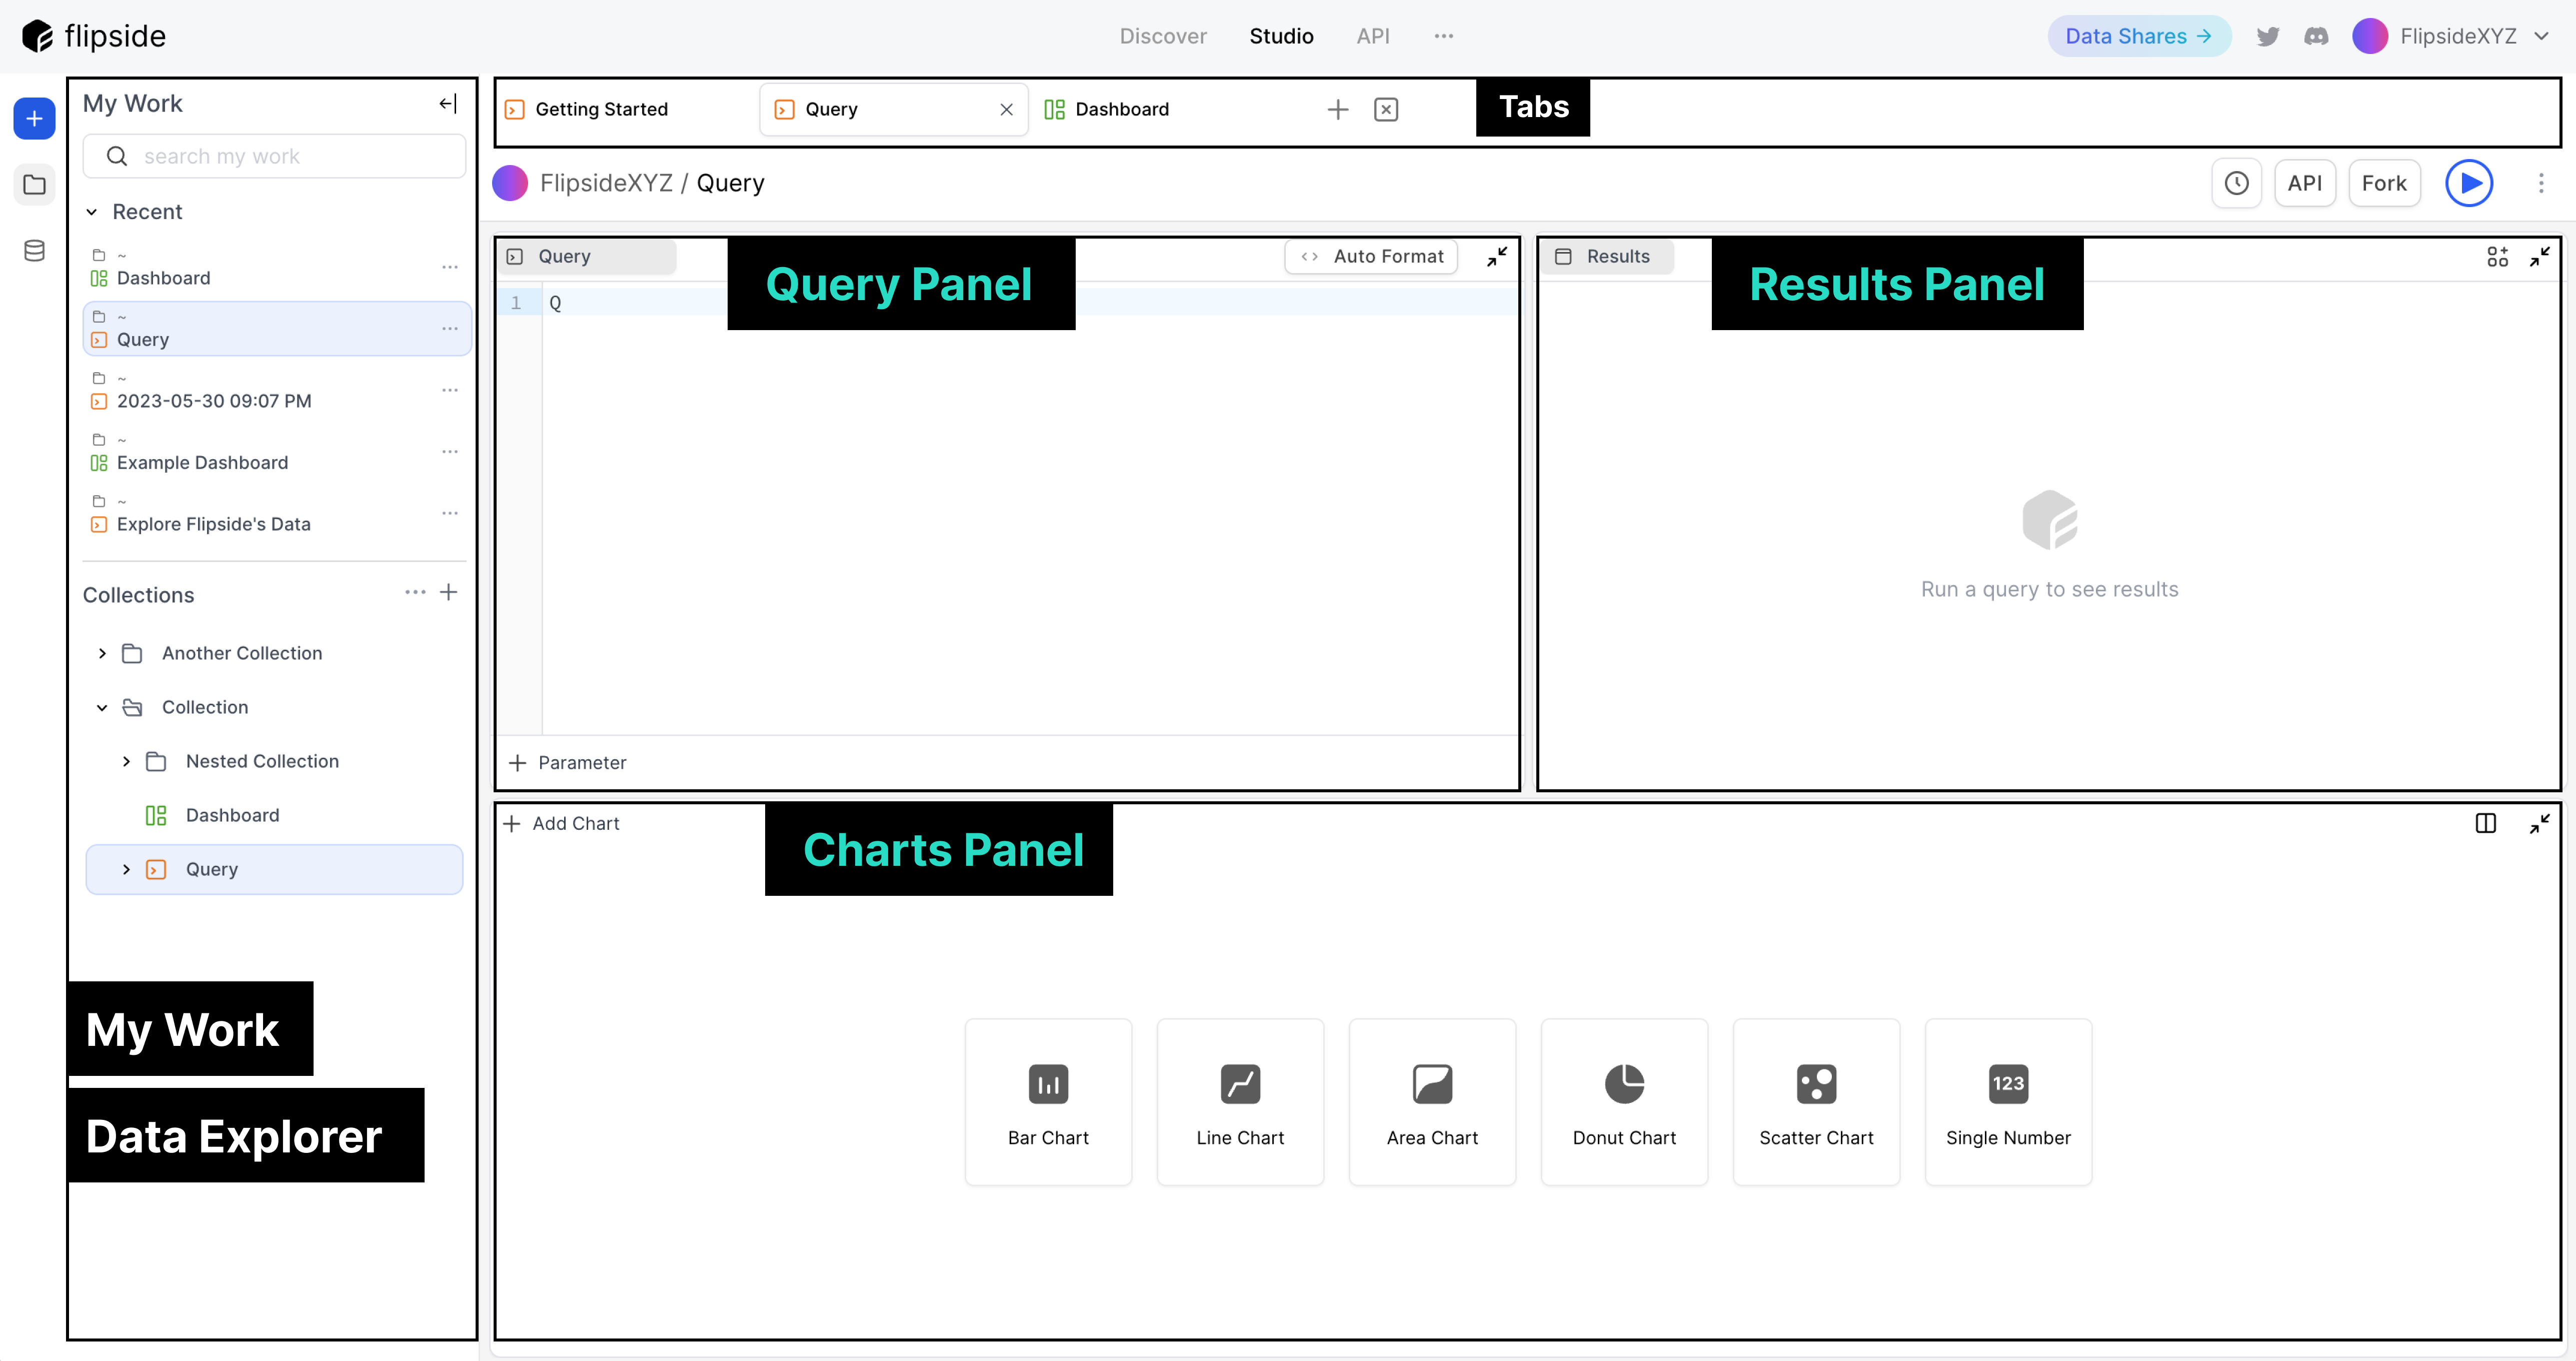 flipside
Discover
Studio
API
Data Shares →
FlipsideXYZ
My Work
search my work
Recent
~
Dashboard
~
Query
~
2023-05-30 09:07 PM
~
Example Dashboard
~
Explore Flipside's Data
Collections
Another Collection
Collection
Nested Collection
Dashboard
Query
My Work
Data Explorer
Getting Started
Query
Dashboard
Tabs
FlipsideXYZ / Query
API
Fork
Query
Query Panel
Auto Format
1 Q
+ Parameter
Results
Results Panel
Run a query to see results
+ Add Chart
Charts Panel
Bar Chart
Line Chart
Area Chart
Donut Chart
Scatter Chart
123
Single Number